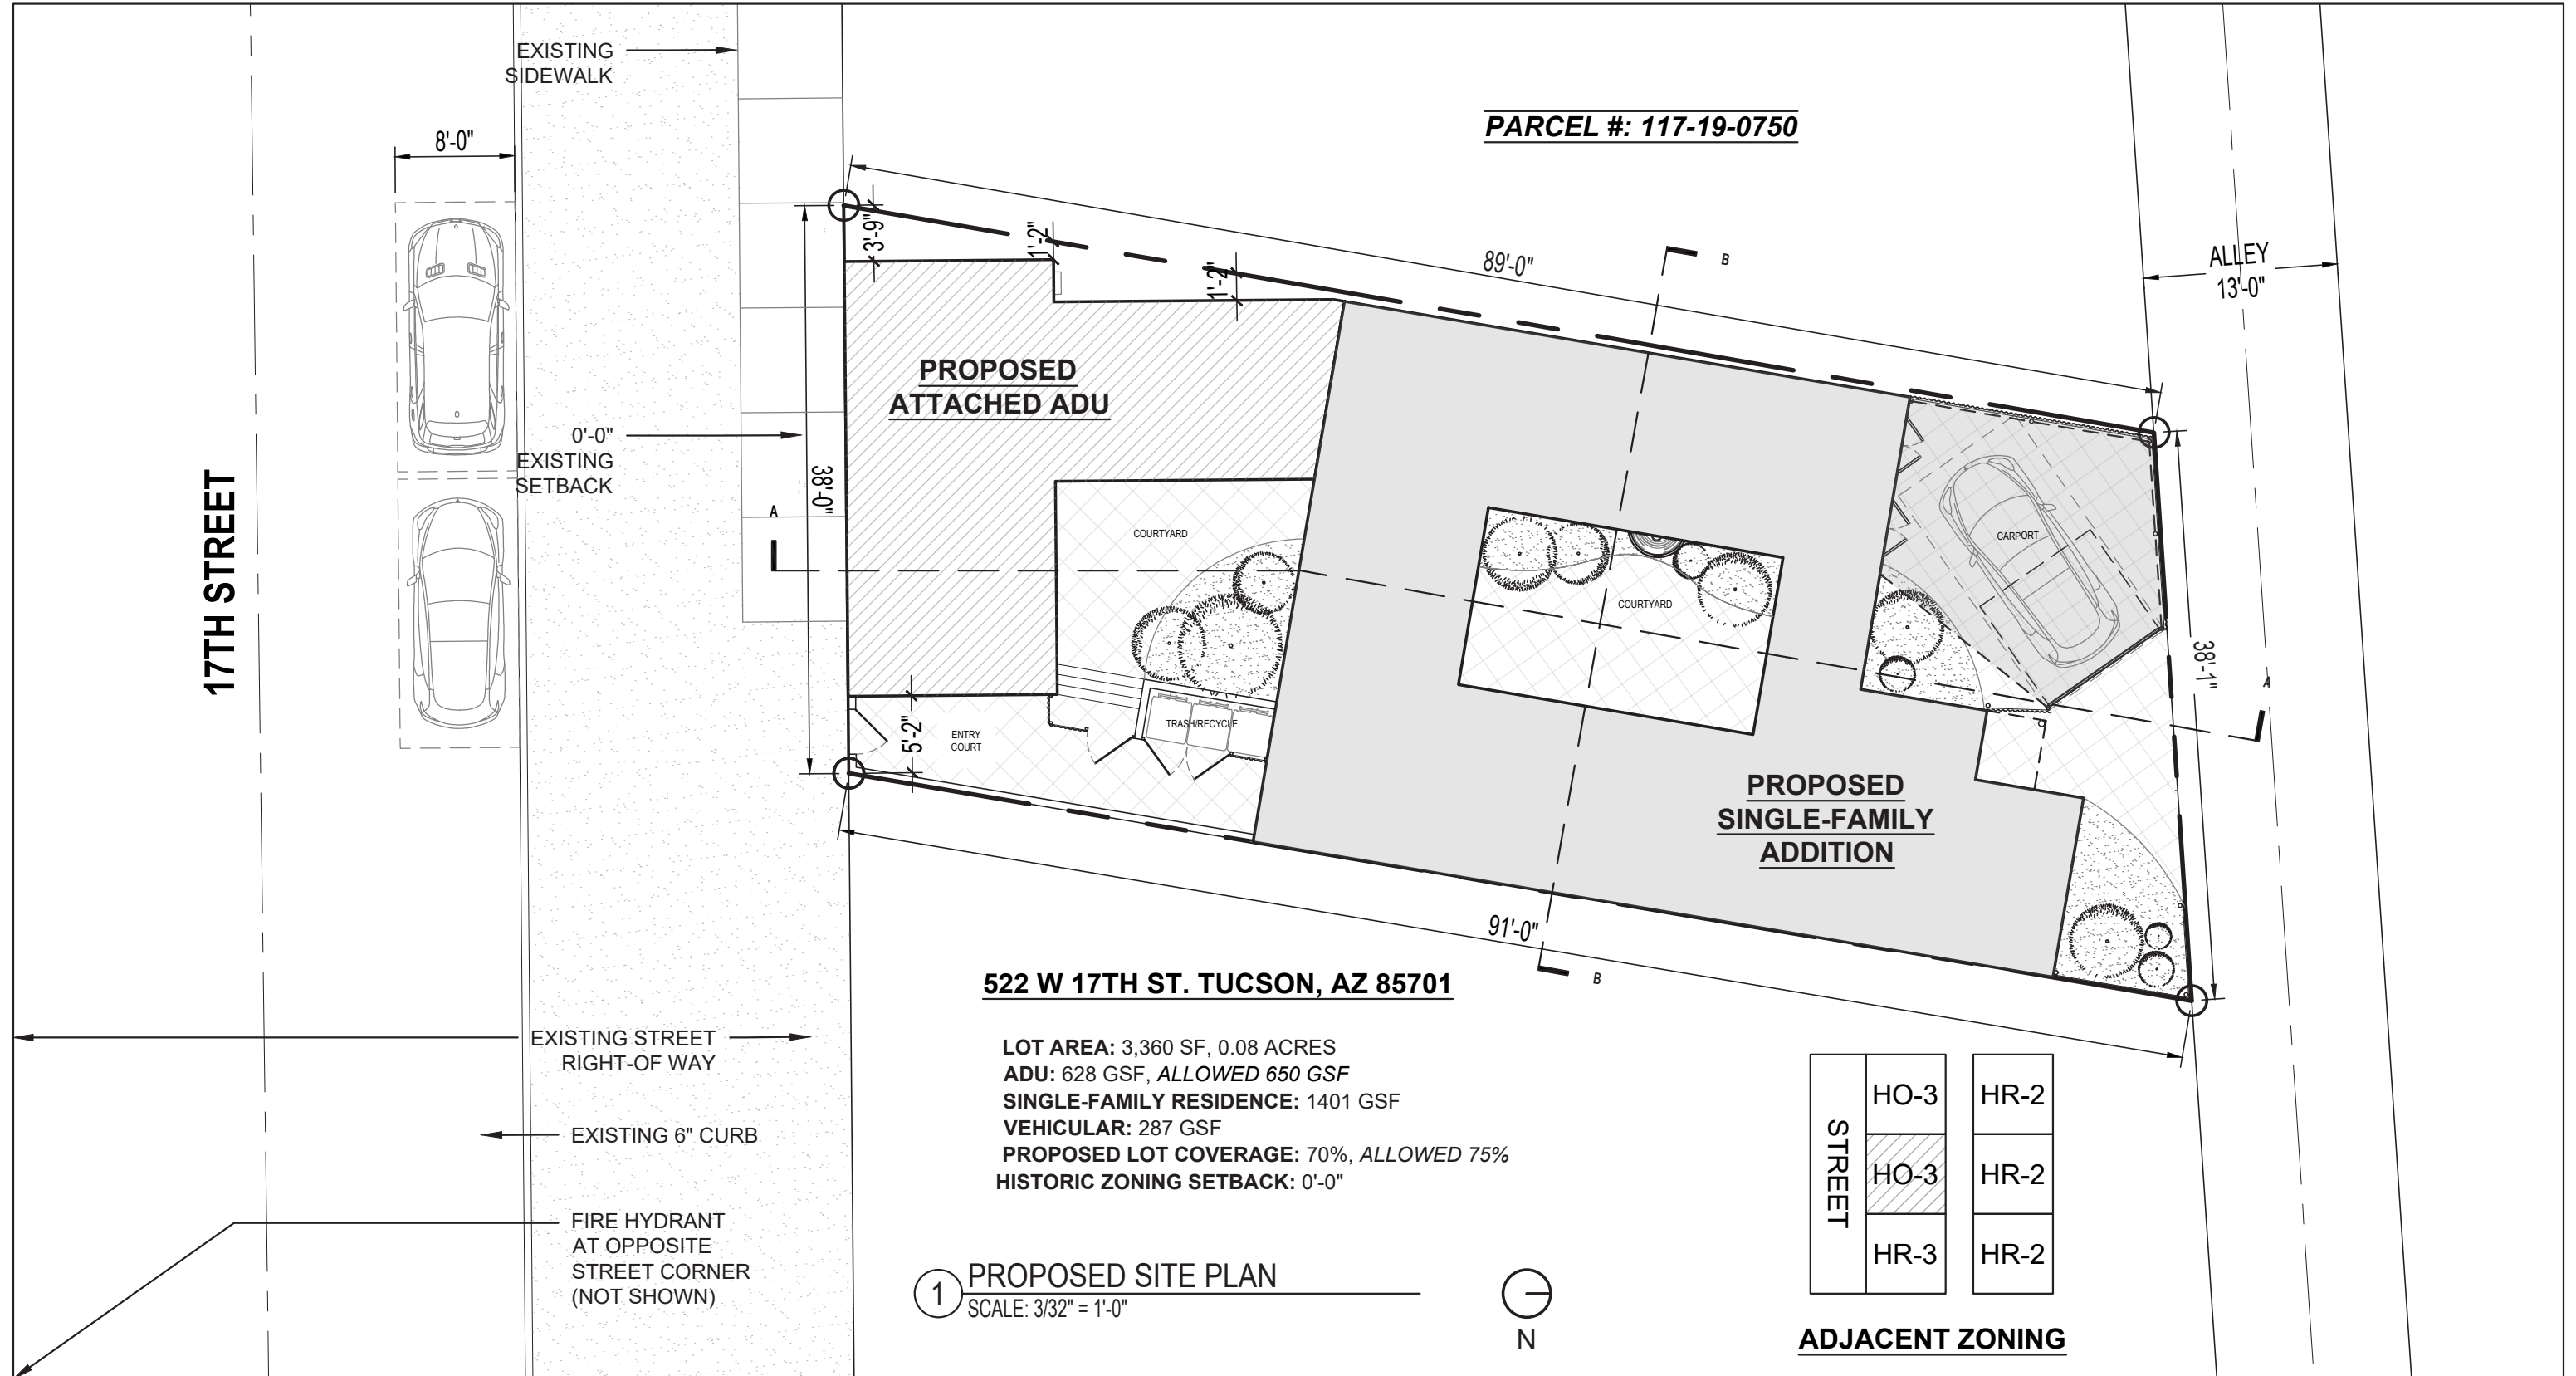 EXISTING
SIDEWALK
PARCEL #: 117-19-0750
8'-0"
3'-9"
1'-2"
1'-2"
89'-0"
B
ALLEY
13'-0"
PROPOSED
ATTACHED ADU
0'-0"
EXISTING
SETBACK
38'-0"
17TH STREET
A
COURTYARD
CARPORT
COURTYARD
38'-1"
A
TRASH/RECYCLE
ENTRY
COURT
5'-2"
PROPOSED
SINGLE-FAMILY
ADDITION
91'-0"
B
522 W 17TH ST. TUCSON, AZ 85701
EXISTING STREET
RIGHT-OF WAY
LOT AREA: 3,360 SF, 0.08 ACRES
ADU: 628 GSF, ALLOWED 650 GSF
SINGLE-FAMILY RESIDENCE: 1401 GSF
VEHICULAR: 287 GSF
PROPOSED LOT COVERAGE: 70%, ALLOWED 75%
HISTORIC ZONING SETBACK: 0'-0"
EXISTING 6" CURB
FIRE HYDRANT
AT OPPOSITE
STREET CORNER
(NOT SHOWN)
1
PROPOSED SITE PLAN
SCALE: 3/32" = 1'-0"
N
STREET
HO-3
HR-2
HO-3
HR-2
HR-3
HR-2
ADJACENT ZONING